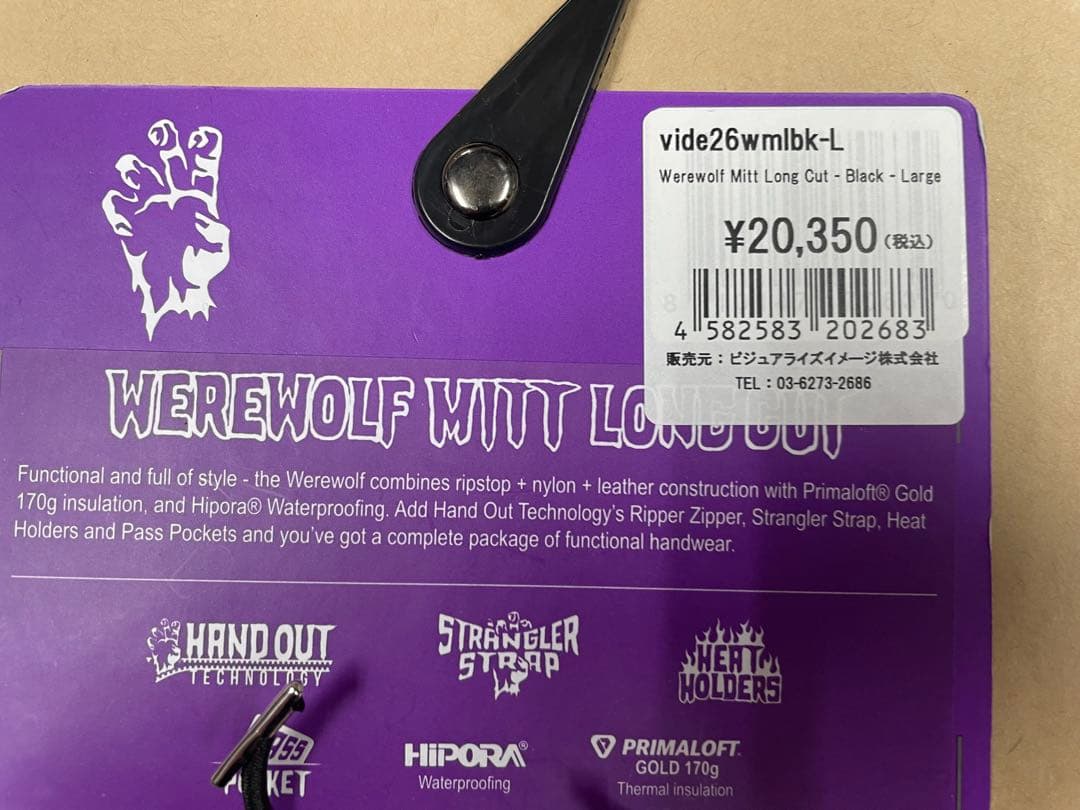 vide26wmlbk-L
Werewolf Mitt Long Cut - Black - Large
¥20,350(税込)
4 582583 202683
販売元：ビジュアライズイメージ株式会社
TEL：03-6273-2686
WEREWOLF MITT LONG CUT
Functional and full of style - the Werewolf combines ripstop + nylon + leather construction with Primaloft® Gold
170g insulation, and Hipora® Waterproofing. Add Hand Out Technology's Ripper Zipper, Strangler Strap, Heat
Holders and Pass Pockets and you've got a complete package of functional handwear.
HAND OUT
TECHNOLOGY
STRANGLER
STRAP
HEAT
HOLDERS
HiPORA®
Waterproofing
PRIMALOFT
GOLD 170g
Thermal insulation